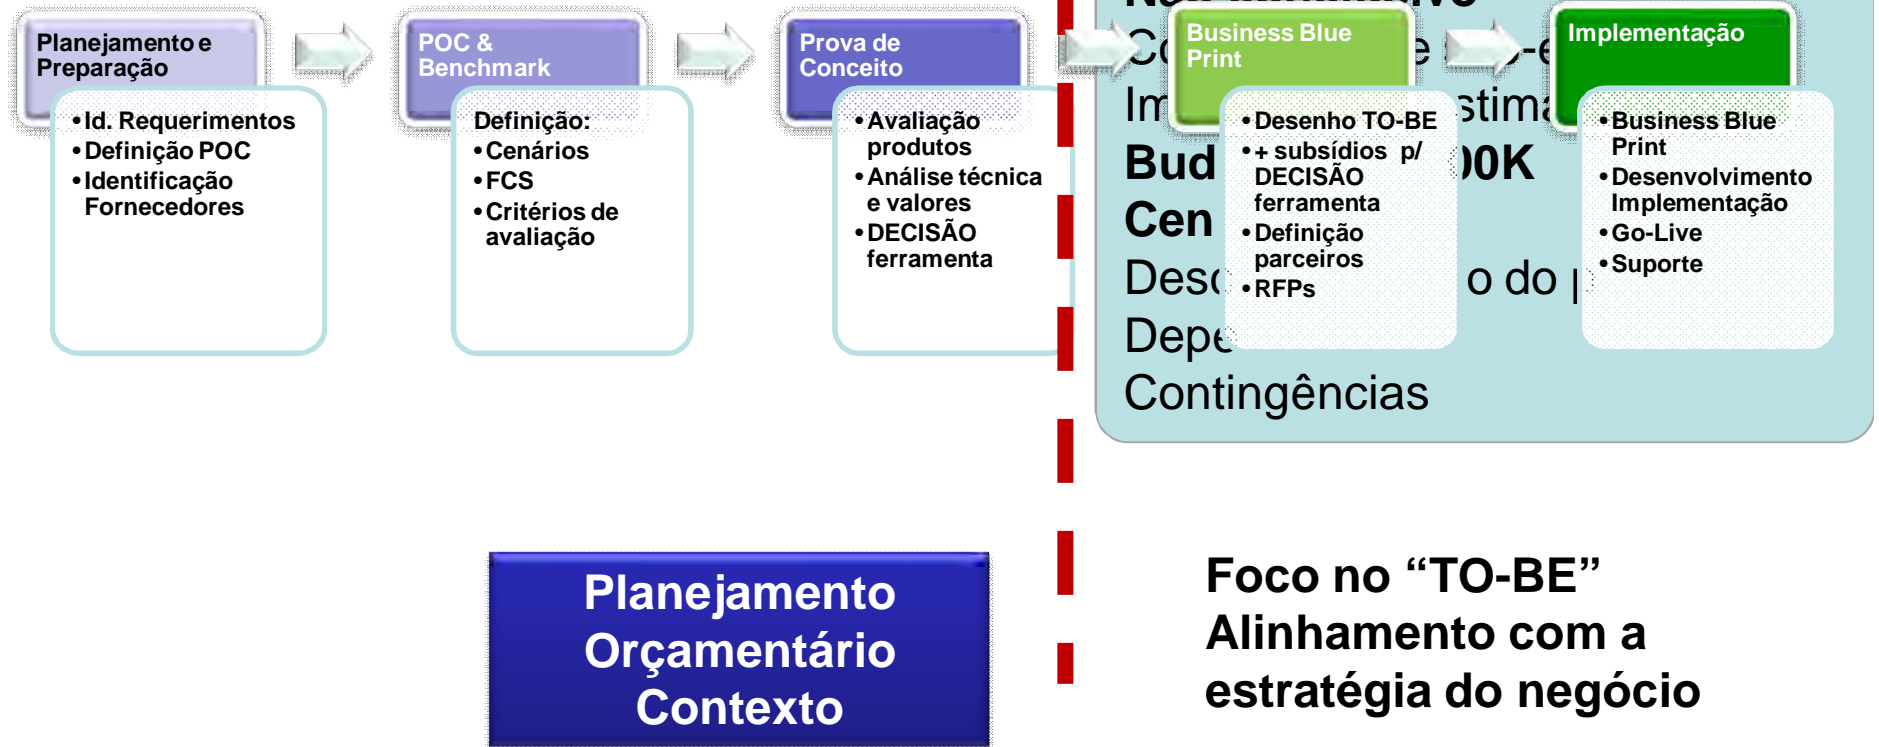 Planejamento e
Preparação
• Id. Requerimentos
• Definição POC
• Identificação
Fornecedores
POC &
Benchmark
Definição:
• Cenários
• FCS
• Critérios de
avaliação
Prova de
Conceito
• Avaliação
produtos
• Análise técnica
e valores
• DECISÃO
ferramenta
Business Blue
Print
• Desenho TO-BE
• + subsídios p/
DECISÃO
ferramenta
• Definição
parceiros
• RFPs
Implementação
• Business Blue
Print
• Desenvolvimento
Implementação
• Go-Live
• Suporte
o do
Contingências
Planejamento
Orçamentário
Contexto
Foco no “TO-BE”
Alinhamento com a
estratégia do negócio